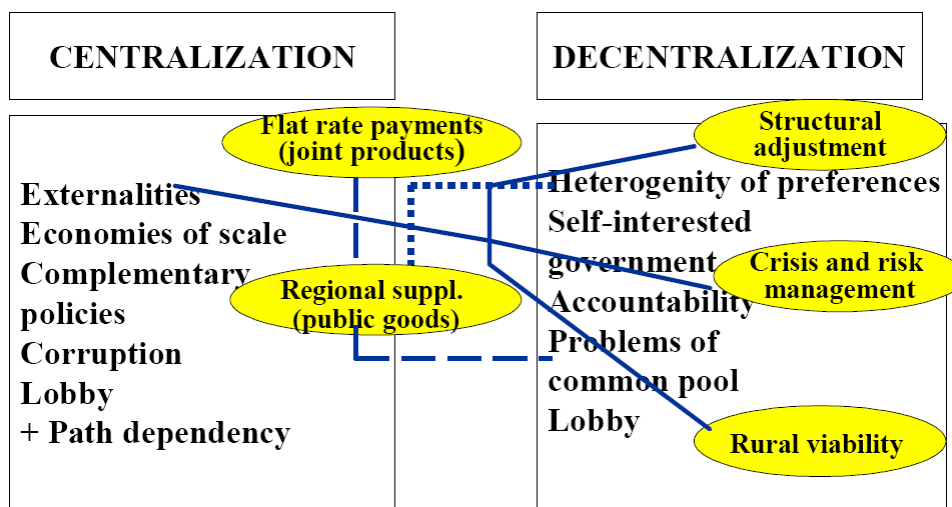 CENTRALIZATION
DECENTRALIZATION
Flat rate payments
(joint products)
Structural
adjustment
Externalities
Economies of scale
Complementary
policies
Corruption
Lobby
+ Path dependency
Regional suppl.
(public goods)
Heterogenity of preferences
Self-interested
government
Accountability
Problems of
common pool
Lobby
Crisis and risk
management
Rural viability